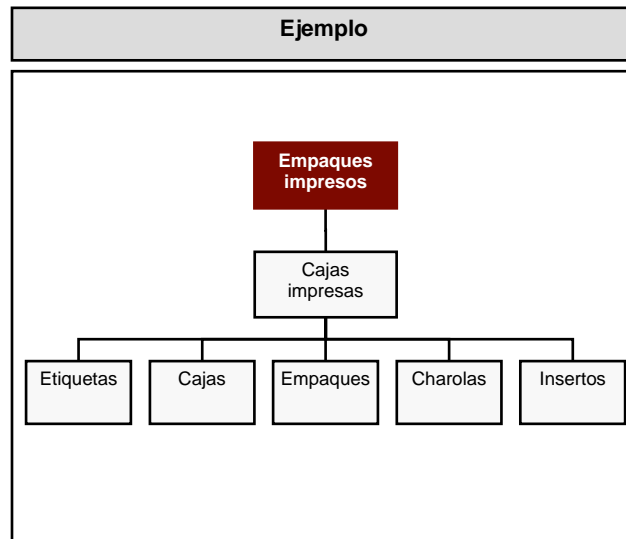 Ejemplo
Empaques
impresos
Cajas
impresas
Etiquetas
Cajas
Empaques
Charolas
Insertos